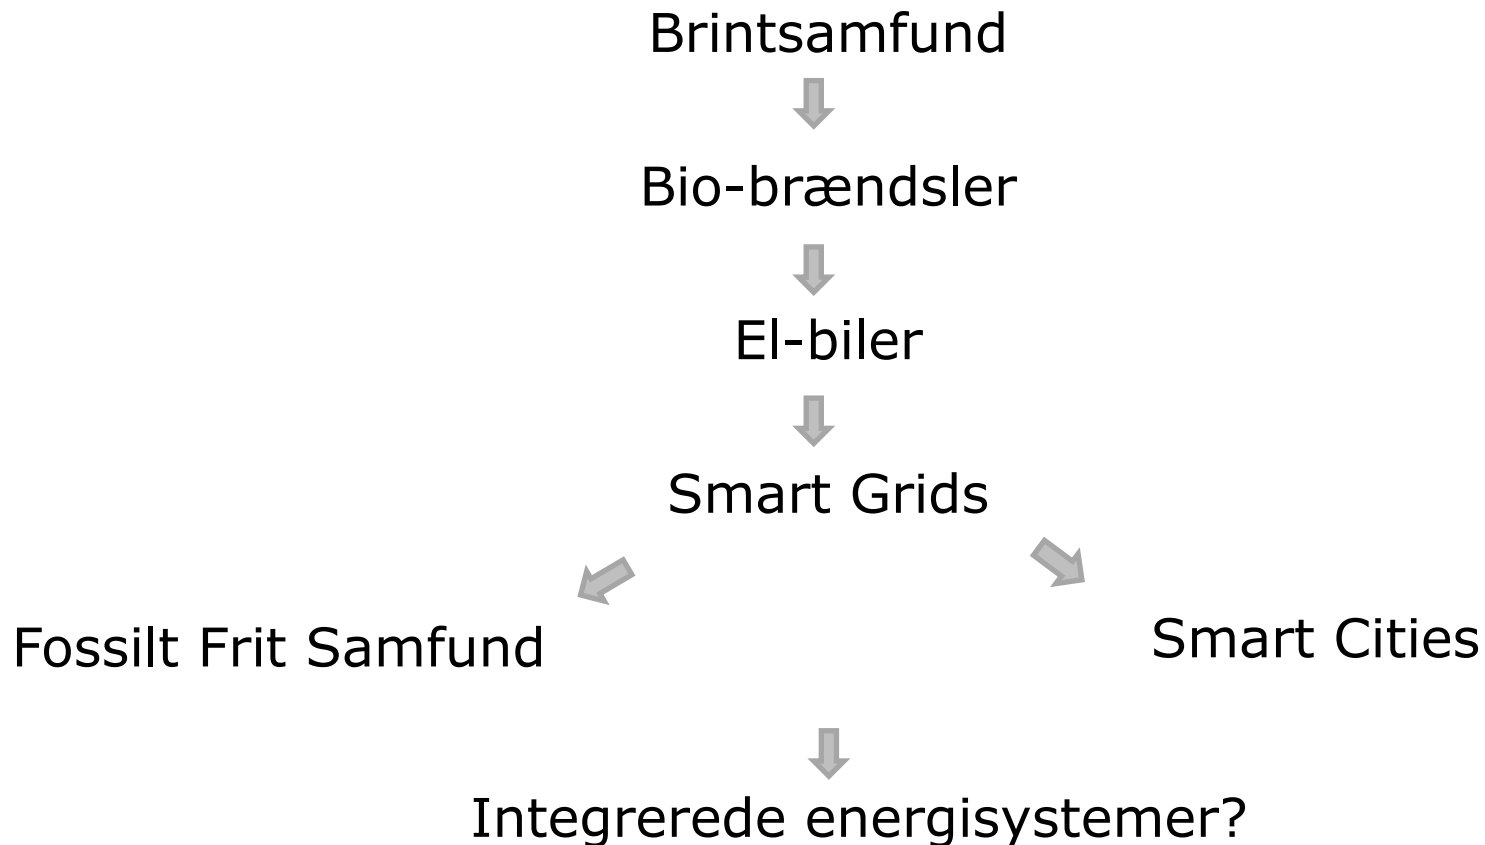 Brintsamfund
Bio-brændsler
El-biler
Smart Grids
Fossilt Frit Samfund
Smart Cities
Integrerede energisystemer?